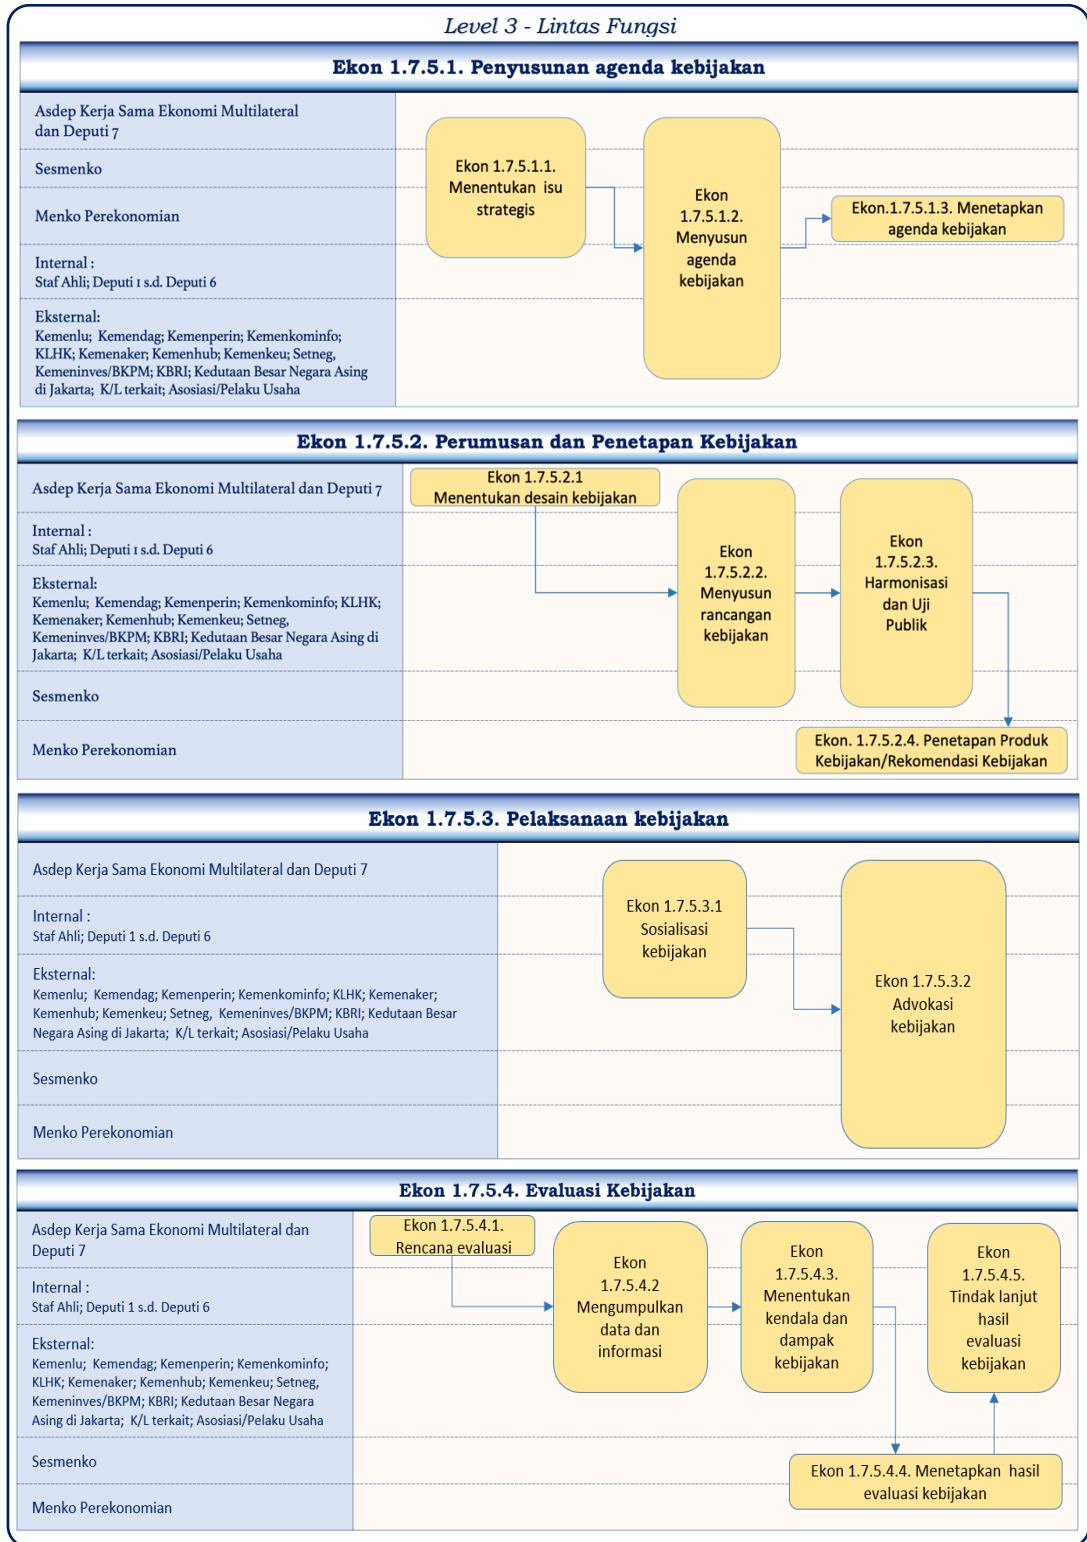 Level 3 - Lintas Fungsi
Ekon 1.7.5.1. Penyusunan agenda kebijakan
Asdep Kerja Sama Ekonomi Multilateral
dan Deputi 7
Sesmenko
Menko Perekonomian
Internal :
Staf Ahli; Deputi 1 s.d. Deputi 6
Eksternal:
Kemenlu; Kemendag; Kemenperin; Kemenkominfo;
KLHK; Kemenaker; Kemenhub; Kemenkeu; Setneg,
Kemeninves/BKPM; KBRI; Kedutaan Besar Negara Asing
di Jakarta; K/L terkait; Asosiasi/Pelaku Usaha
Ekon 1.7.5.1.1.
Menentukan isu
strategis
Ekon
1.7.5.1.2.
Menyusun
agenda
kebijakan
Ekon.1.7.5.1.3. Menetapkan
agenda kebijakan
Ekon 1.7.5.2. Perumusan dan Penetapan Kebijakan
Asdep Kerja Sama Ekonomi Multilateral dan Deputi 7
Internal :
Staf Ahli; Deputi 1 s.d. Deputi 6
Eksternal:
Kemenlu; Kemendag; Kemenperin; Kemenkominfo; KLHK;
Kemenaker; Kemenhub; Kemenkeu; Setneg,
Kemeninves/BKPM; KBRI; Kedutaan Besar Negara Asing di
Jakarta; K/L terkait; Asosiasi/Pelaku Usaha
Sesmenko
Menko Perekonomian
Ekon 1.7.5.2.1
Menentukan desain kebijakan
Ekon
1.7.5.2.2.
Menyusun
rancangan
kebijakan
Ekon
1.7.5.2.3.
Harmonisasi
dan Uji
Publik
Ekon. 1.7.5.2.4. Penetapan Produk
Kebijakan/Rekomendasi Kebijakan
Ekon 1.7.5.3. Pelaksanaan kebijakan
Asdep Kerja Sama Ekonomi Multilateral dan Deputi 7
Internal :
Staf Ahli; Deputi 1 s.d. Deputi 6
Eksternal:
Kemenlu; Kemendag; Kemenperin; Kemenkominfo; KLHK; Kemenaker;
Kemenhub; Kemenkeu; Setneg, Kemeninves/BKPM; KBRI; Kedutaan Besar
Negara Asing di Jakarta; K/L terkait; Asosiasi/Pelaku Usaha
Sesmenko
Menko Perekonomian
Ekon 1.7.5.3.1
Sosialisasi
kebijakan
Ekon 1.7.5.3.2
Advokasi
kebijakan
Ekon 1.7.5.4. Evaluasi Kebijakan
Asdep Kerja Sama Ekonomi Multilateral dan
Deputi 7
Internal :
Staf Ahli; Deputi 1 s.d. Deputi 6
Eksternal:
Kemenlu; Kemendag; Kemenperin; Kemenkominfo;
KLHK; Kemenaker; Kemenhub; Kemenkeu; Setneg,
Kemeninves/BKPM; KBRI; Kedutaan Besar Negara
Asing di Jakarta; K/L terkait; Asosiasi/Pelaku Usaha
Sesmenko
Menko Perekonomian
Ekon 1.7.5.4.1.
Rencana evaluasi
Ekon
1.7.5.4.2
Mengumpulkan
data dan
informasi
Ekon
1.7.5.4.3.
Menentukan
kendala dan
dampak
kebijakan
Ekon 1.7.5.4.4. Menetapkan hasil
evaluasi kebijakan
Ekon
1.7.5.4.5.
Tindak lanjut
hasil
evaluasi
kebijakan